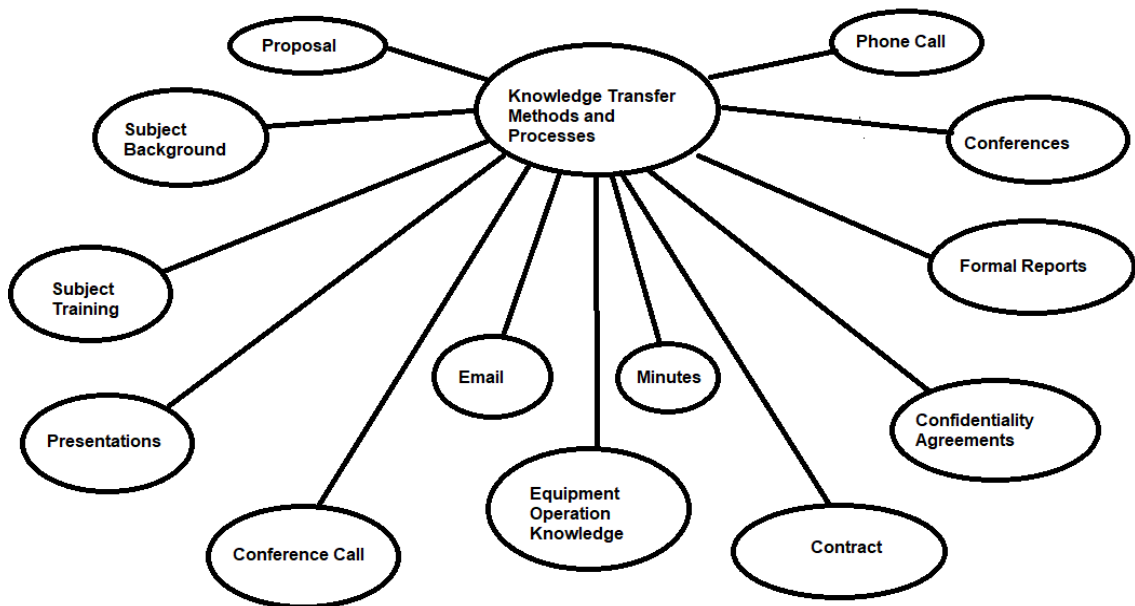 Proposal
Phone Call
Knowledge Transfer
Methods and
Processes
Subject
Background
Conferences
Subject
Training
Formal Reports
Email
Minutes
Presentations
Confidentiality
Agreements
Equipment
Operation
Knowledge
Conference Call
Contract